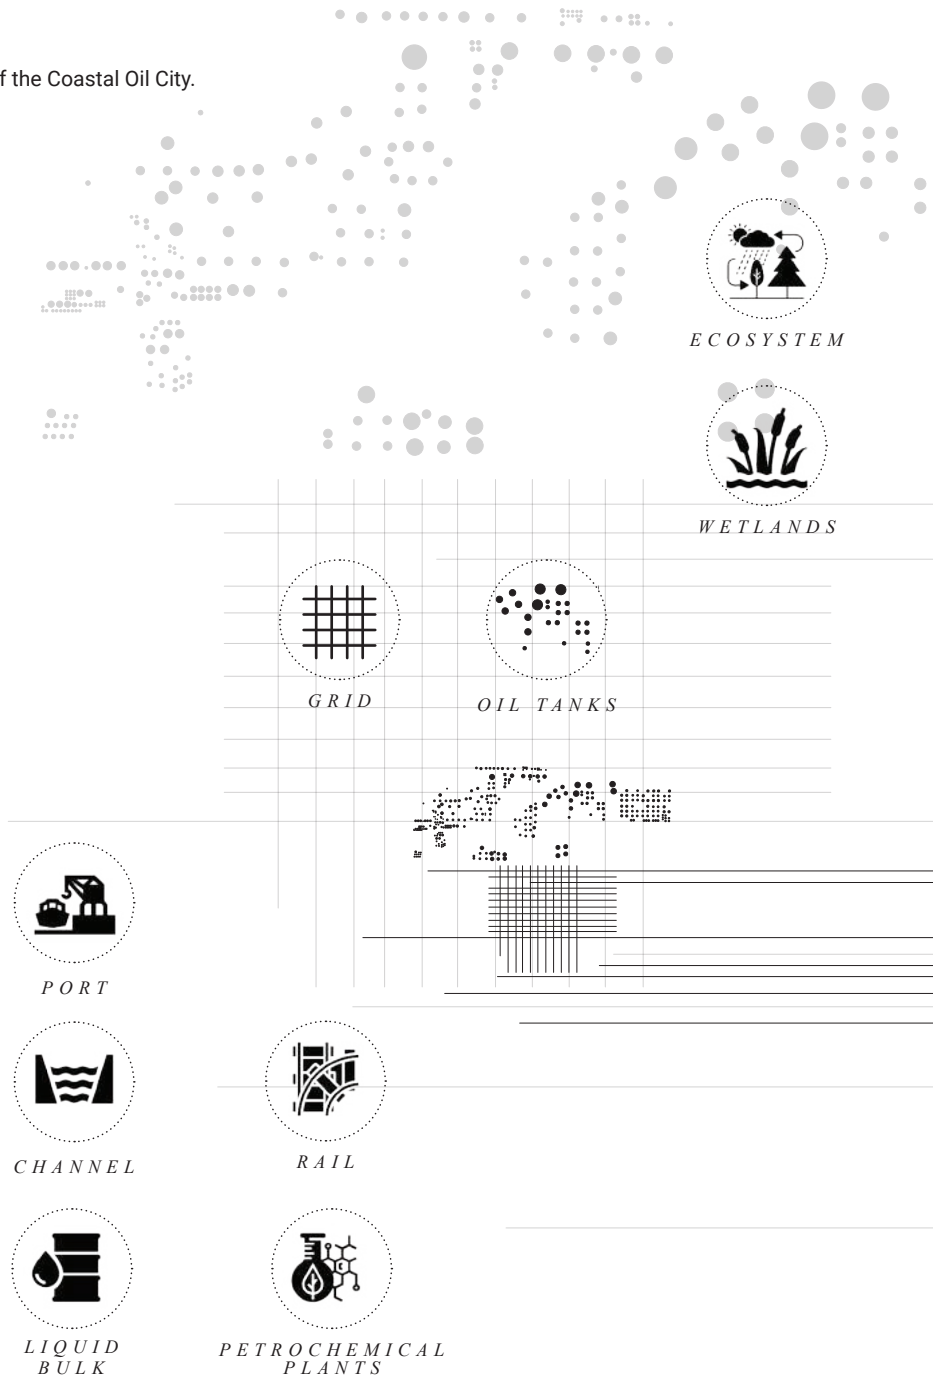 f the Coastal Oil City.
ECOSYSTEM
WETLANDS
GRID
OIL TANKS
PORT
CHANNEL
RAIL
LIQUID
BULK
PETROCHEMICAL
PLANTS